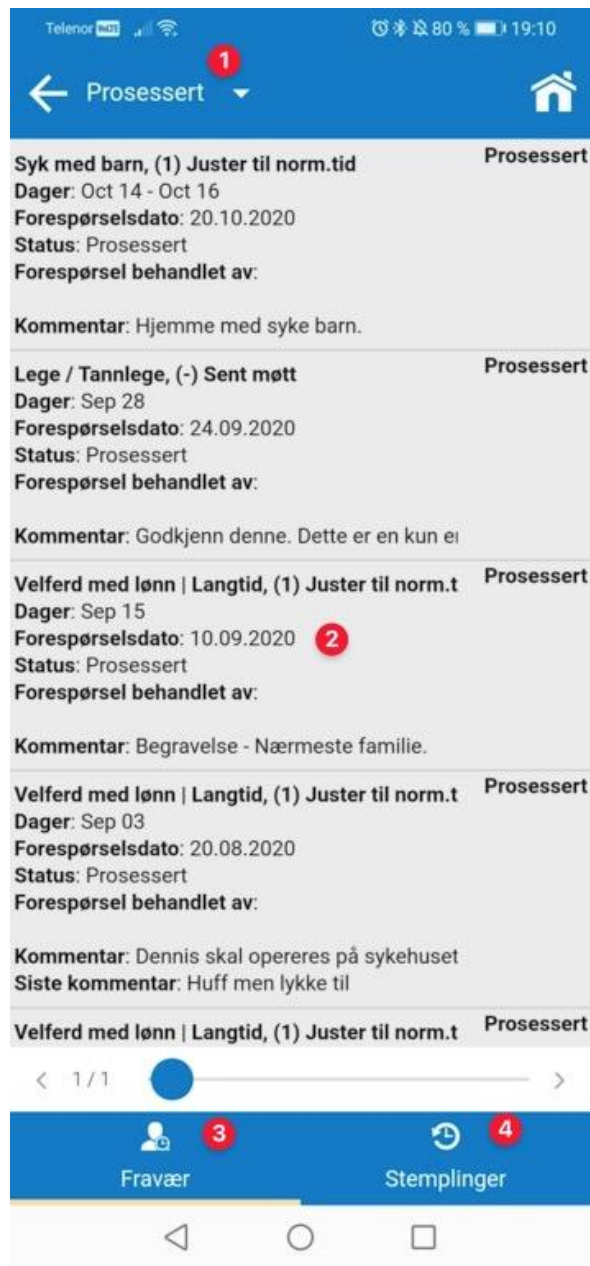 Telenor VoLTE 80 % 19:10
1
Prosessert
Syk med barn, (1) Juster til norm.tid Prosessert
Dager: Oct 14 - Oct 16
Forespørselsdato: 20.10.2020
Status: Prosessert
Forespørsel behandlet av:
Kommentar: Hjemme med syke barn.
Lege / Tannlege, (-) Sent møtt Prosessert
Dager: Sep 28
Forespørselsdato: 24.09.2020
Status: Prosessert
Forespørsel behandlet av:
Kommentar: Godkjenn denne. Dette er en kun e
Velferd med lønn | Langtid, (1) Juster til norm.t Prosessert
Dager: Sep 15
Forespørselsdato: 10.09.2020 2
Status: Prosessert
Forespørsel behandlet av:
Kommentar: Begravelse - Nærmeste familie.
Velferd med lønn | Langtid, (1) Juster til norm.t Prosessert
Dager: Sep 03
Forespørselsdato: 20.08.2020
Status: Prosessert
Forespørsel behandlet av:
Kommentar: Dennis skal opereres på sykehuset
Siste kommentar: Huff men lykke til
Velferd med lønn | Langtid, (1) Juster til norm.t Prosessert
< 1/1 >
3 4
Fravær Stemplinger